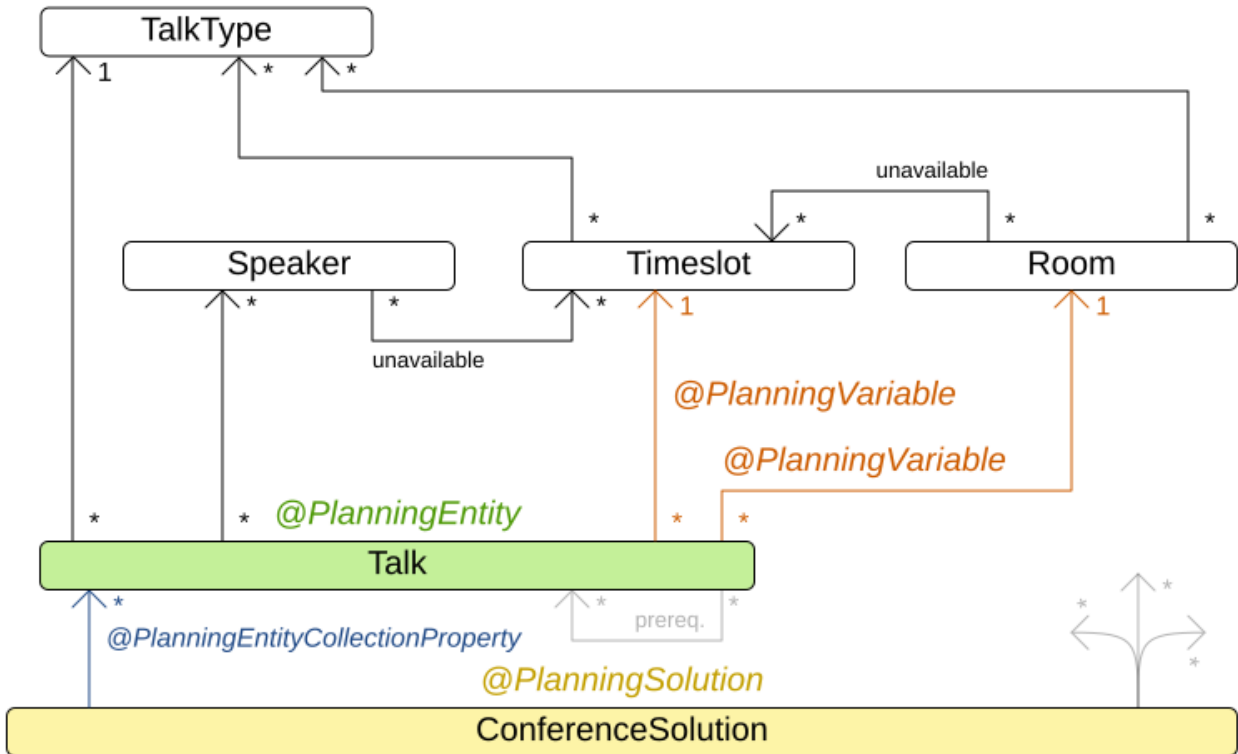 TalkType
1
*
*
unavailable
*
*
*
*
Speaker
Timeslot
Room
*
*
*
1
1
unavailable
@PlanningVariable
@PlanningVariable
*
*
@PlanningEntity
*
*
Talk
*
*
*
*
*
prereq.
@PlanningEntityCollectionProperty
*
@PlanningSolution
ConferenceSolution